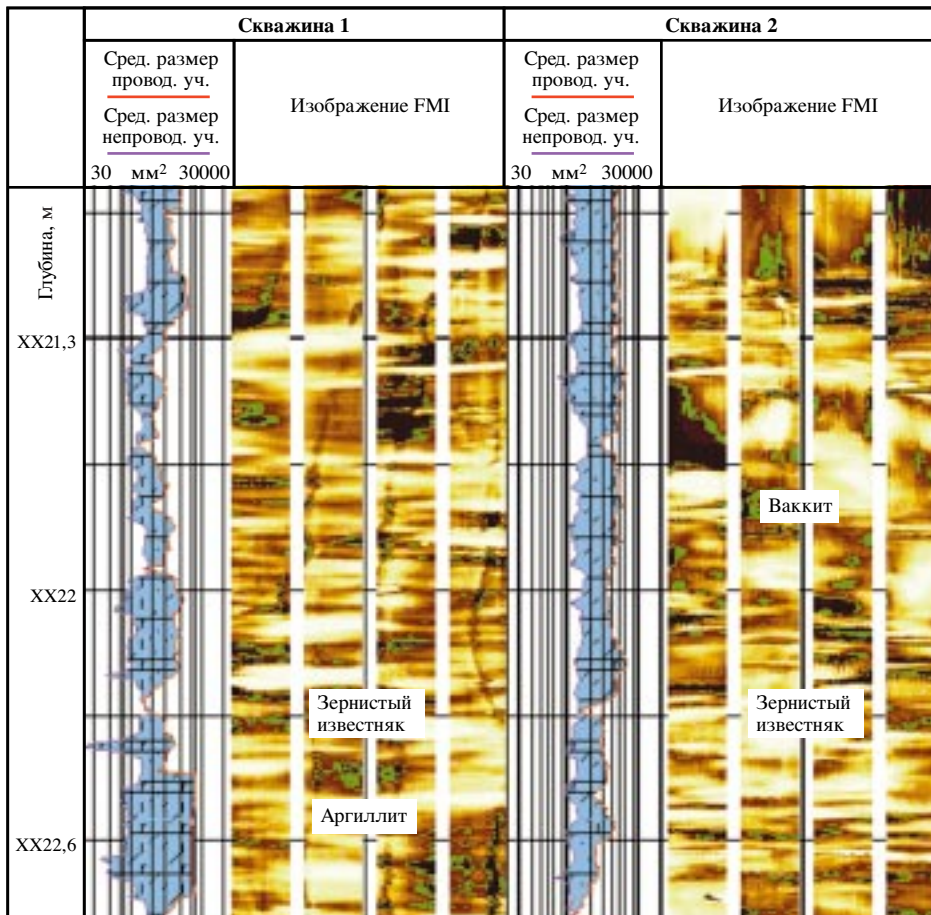 Скважина 1
Скважина 2
Сред. размер
провод. уч.
Сред. размер
непровод. уч.
30 мм² 30000
Изображение FMI
Сред. размер
провод. уч.
Сред. размер
непровод. уч.
30 мм² 30000
Изображение FMI
Глубина, м
XX21,3
Ваккит
XX22
Зернистый
известняк
Зернистый
известняк
Аргиллит
XX22,6